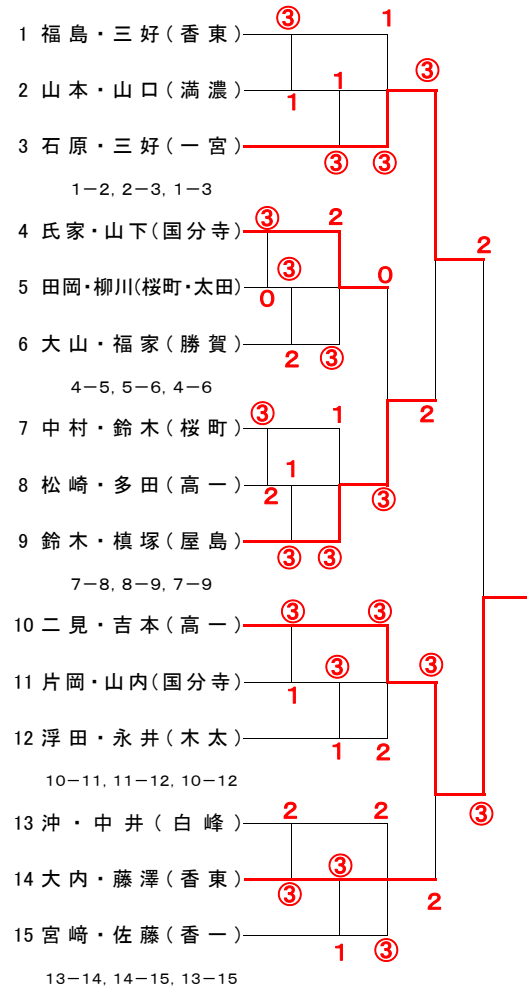 ③ 1
1 福島・三好(香東)
③
2 山本・山口(満濃) 1
1
3 石原・三好(一宮)
③ ③
1－2, 2－3, 1－3
③ 2
4 氏家・山下(国分寺)
2
③ 0
5 田岡・柳川(桜町・太田)
0
6 大山・福家(勝賀)
2 ③
4－5, 5－6, 4－6
③ 1 2
7 中村・鈴木(桜町)
1
8 松崎・多田(高一)
2 ③
9 鈴木・槙塚(屋島)
③ ③
7－8, 8－9, 7－9
③ ③
10 二見・吉本(高一)
③ ③
11 片岡・山内(国分寺)
1
12 浮田・永井(木太)
1 2
10－11, 11－12, 10－12
2 2 ③
13 沖・中井(白峰)
③
14 大内・藤澤(香東)
③ 2
15 宮﨑・佐藤(香一)
1 ③
13－14, 14－15, 13－15